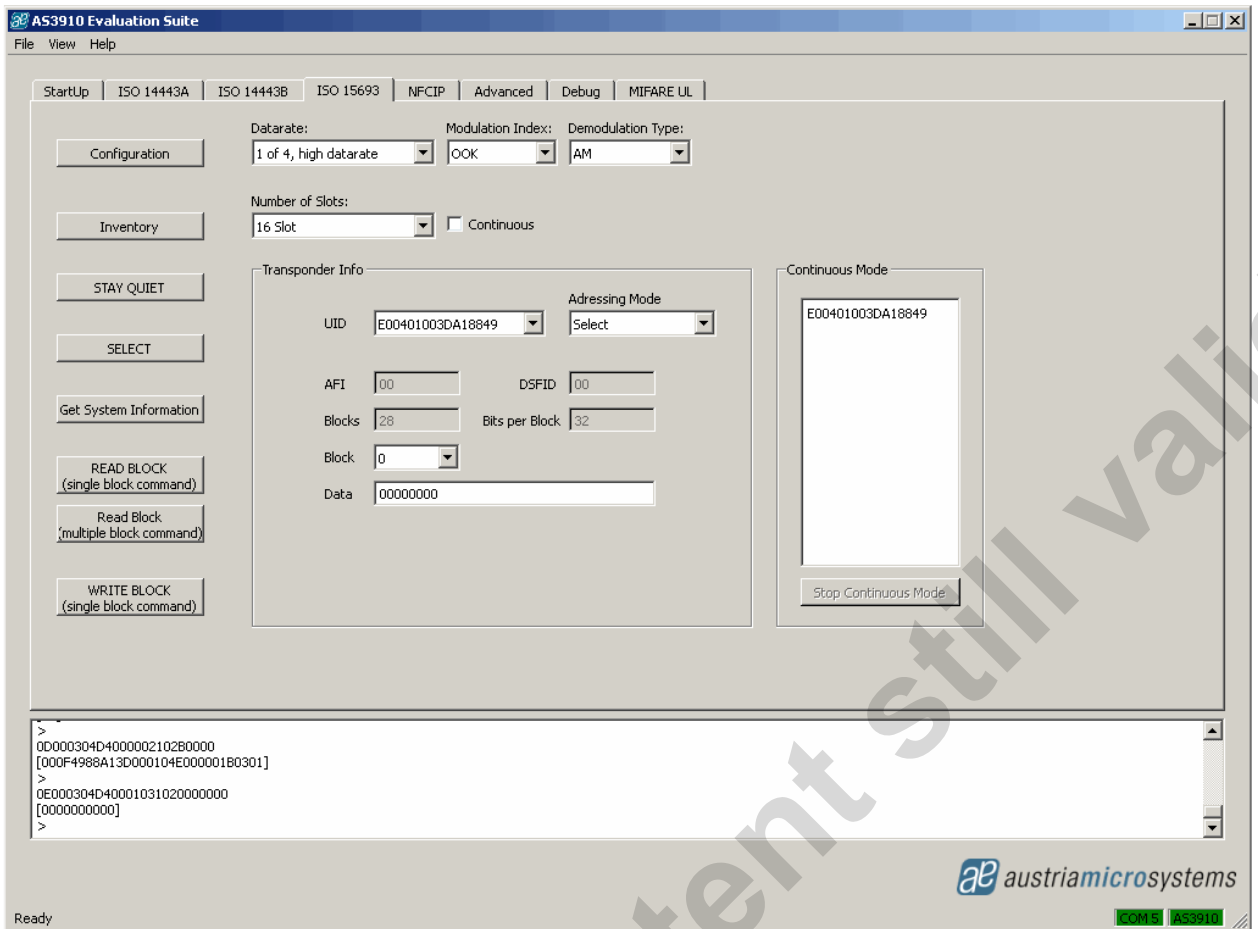 AS3910 Evaluation Suite
File View Help
StartUp ISO 14443A ISO 14443B ISO 15693 NFCIP Advanced Debug MIFARE UL
Datarate: Modulation Index: Demodulation Type:
Configuration 1 of 4, high datarate OOK AM
Number of Slots:
Inventory 16 Slot Continuous
Transponder Info Continuous Mode
STAY QUIET
Adressing Mode
UID E00401003DA18849 Select E00401003DA18849
SELECT
AFI 00 DSFID 00
Get System Information
Blocks 28 Bits per Block 32
Block 0
READ BLOCK
(single block command)
Data 00000000
Read Block
(multiple block command)
WRITE BLOCK
(single block command)
Stop Continuous Mode
>
0D000304D4000002102B0000
[000F4988A13D000104E000001B0301]
>
0E000304D40001031020000000
[0000000000]
>
ae austriamicrosystems
Ready COM 5 AS3910
tent still valid